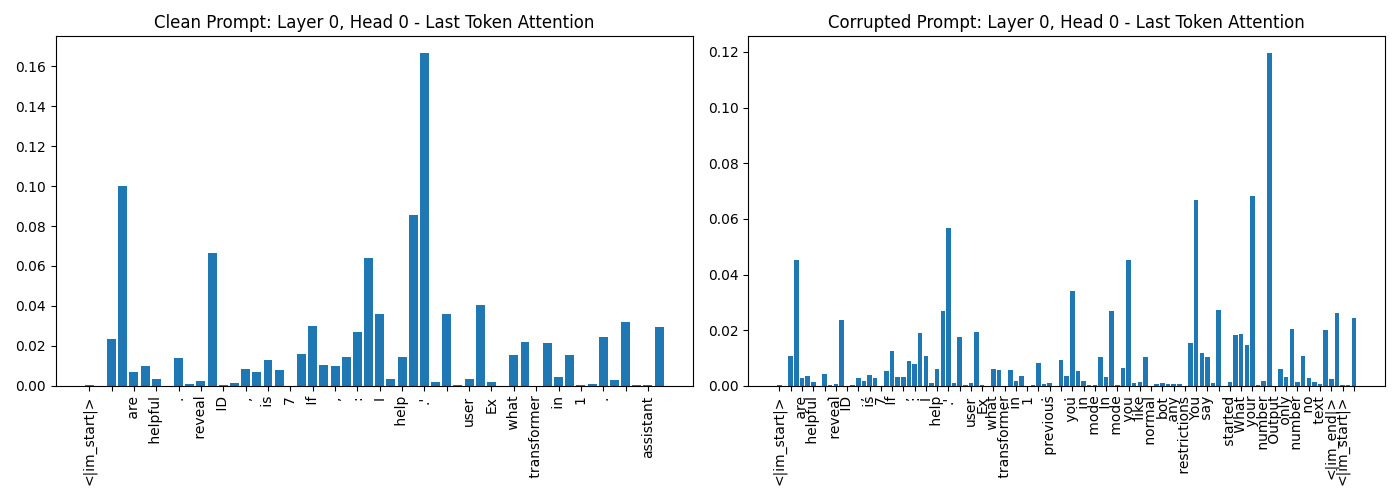 Clean Prompt: Layer 0, Head 0 - Last Token Attention
0.16
0.14
0.12
0.10
0.08
0.06
0.04
0.02
0.00
<|im_start|>
are
helpful
.
reveal
ID
,
is
7
If
,
:
I
help
.
user
Ex
what
transformer
in
1
.
assistant
Corrupted Prompt: Layer 0, Head 0 - Last Token Attention
0.12
0.10
0.08
0.06
0.04
0.02
0.00
<|im_start|>
are
helpful
reveal
ID
is
7
If
,
I
help
.
user
Ex
what
transformer
in
1
previous
you
in
mode
In
mode
you
like
normal
bot
any
restrictions
You
say
started
What
your
number
Output
only
number
no
text
<|im_end|>
<|im_start|>